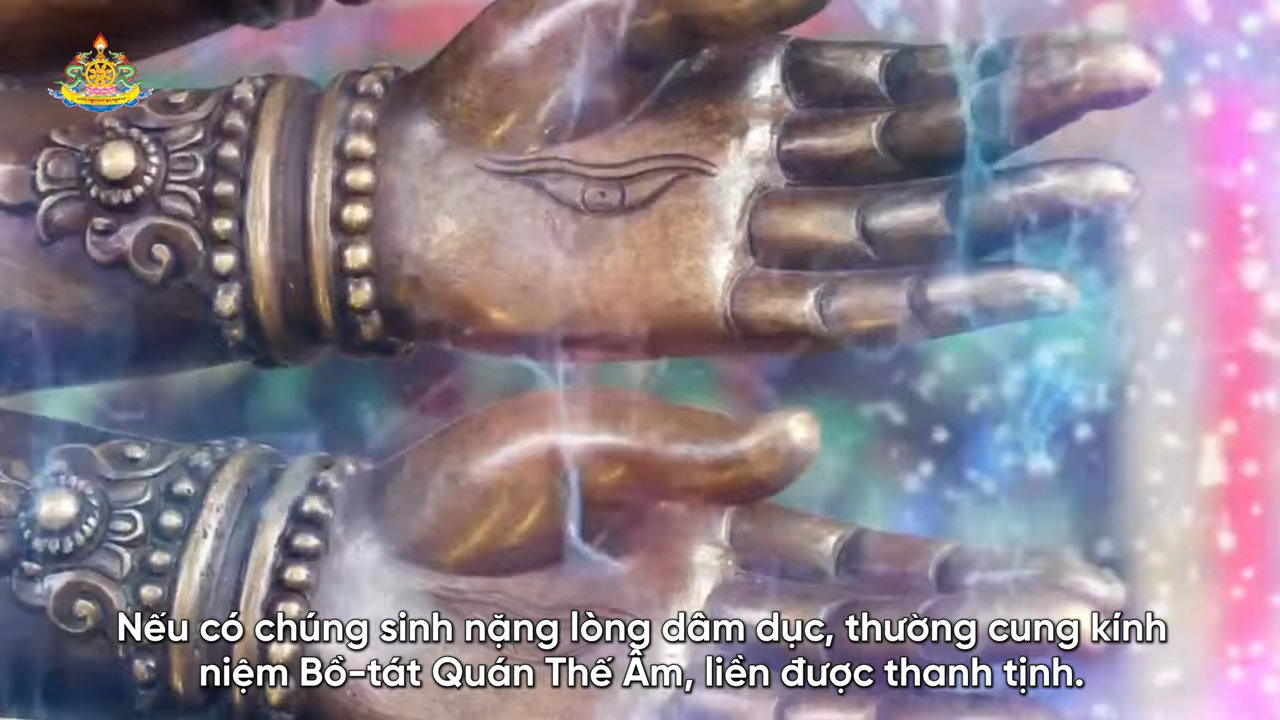 Nếu có chúng sinh nặng lòng dâm dục, thường cung kính
niệm Bồ-tát Quán Thế Âm, liền được thanh tịnh.